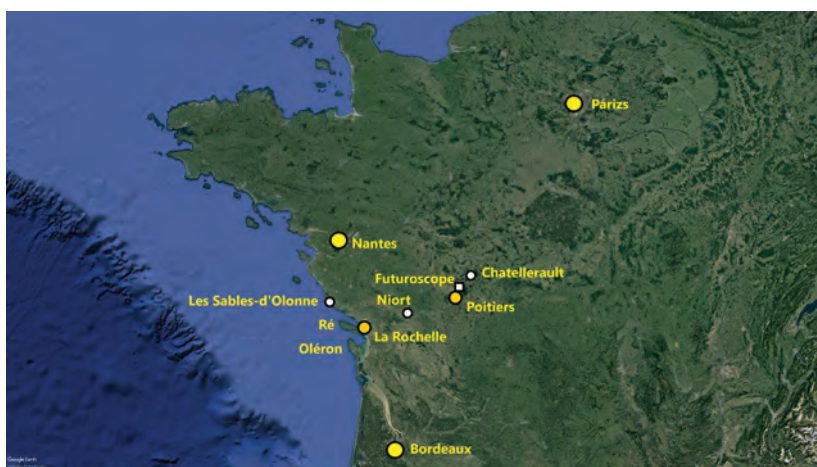 Párizs
Nantes
Chatellerault
Futuroscope
Les Sables-d'Olonne
Niort
Poitiers
Ré
La Rochelle
Oléron
Bordeaux
Google Earth